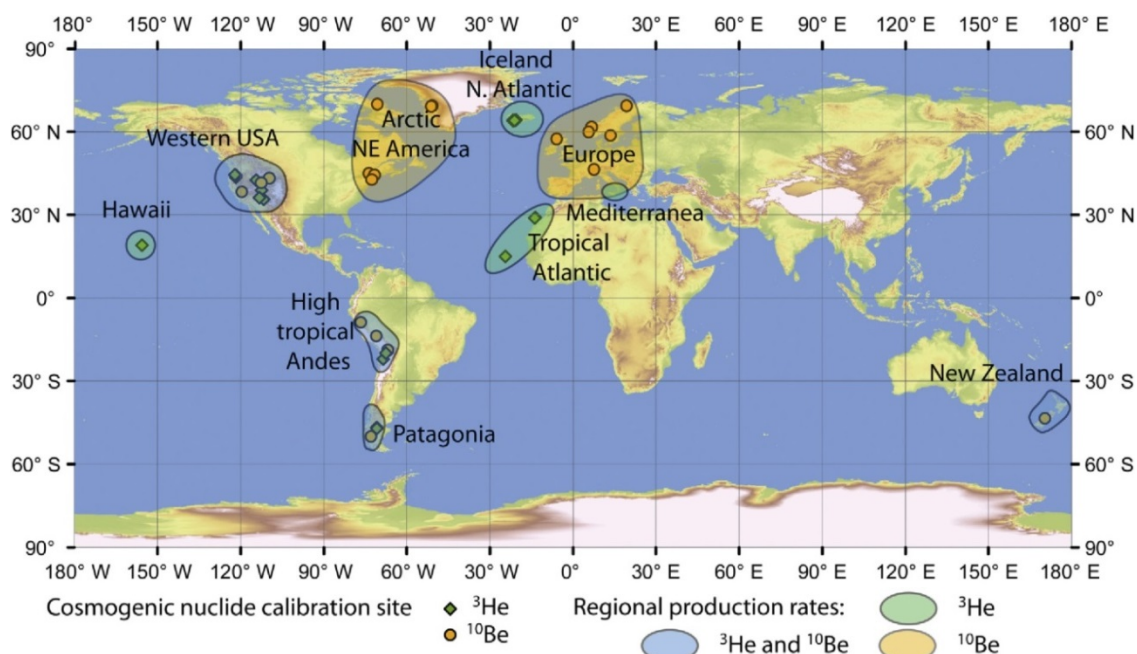 180° 150° W 120° W 90° W 60° W 30° W 0° 30° E 60° E 90° E 120° E 150° E 180° E
90° 90°
Iceland
N. Atlantic
60° N 60° N
Western USA
Arctic
NE America
Europe
30° N 30° N
Hawaii
Mediterranea
Tropical
Atlantic
0° 0°
High
tropical
Andes
30° S 30° S
New Zealand
Patagonia
60° S 60° S
90° 90°
180° W 150° W 120° W 90° W 60° W 30° W 0° 30° E 60° E 90° E 120° E 150° E 180° E
Cosmogenic nuclide calibration site ³He
¹⁰Be
Regional production rates: ³He
³He and ¹⁰Be ¹⁰Be